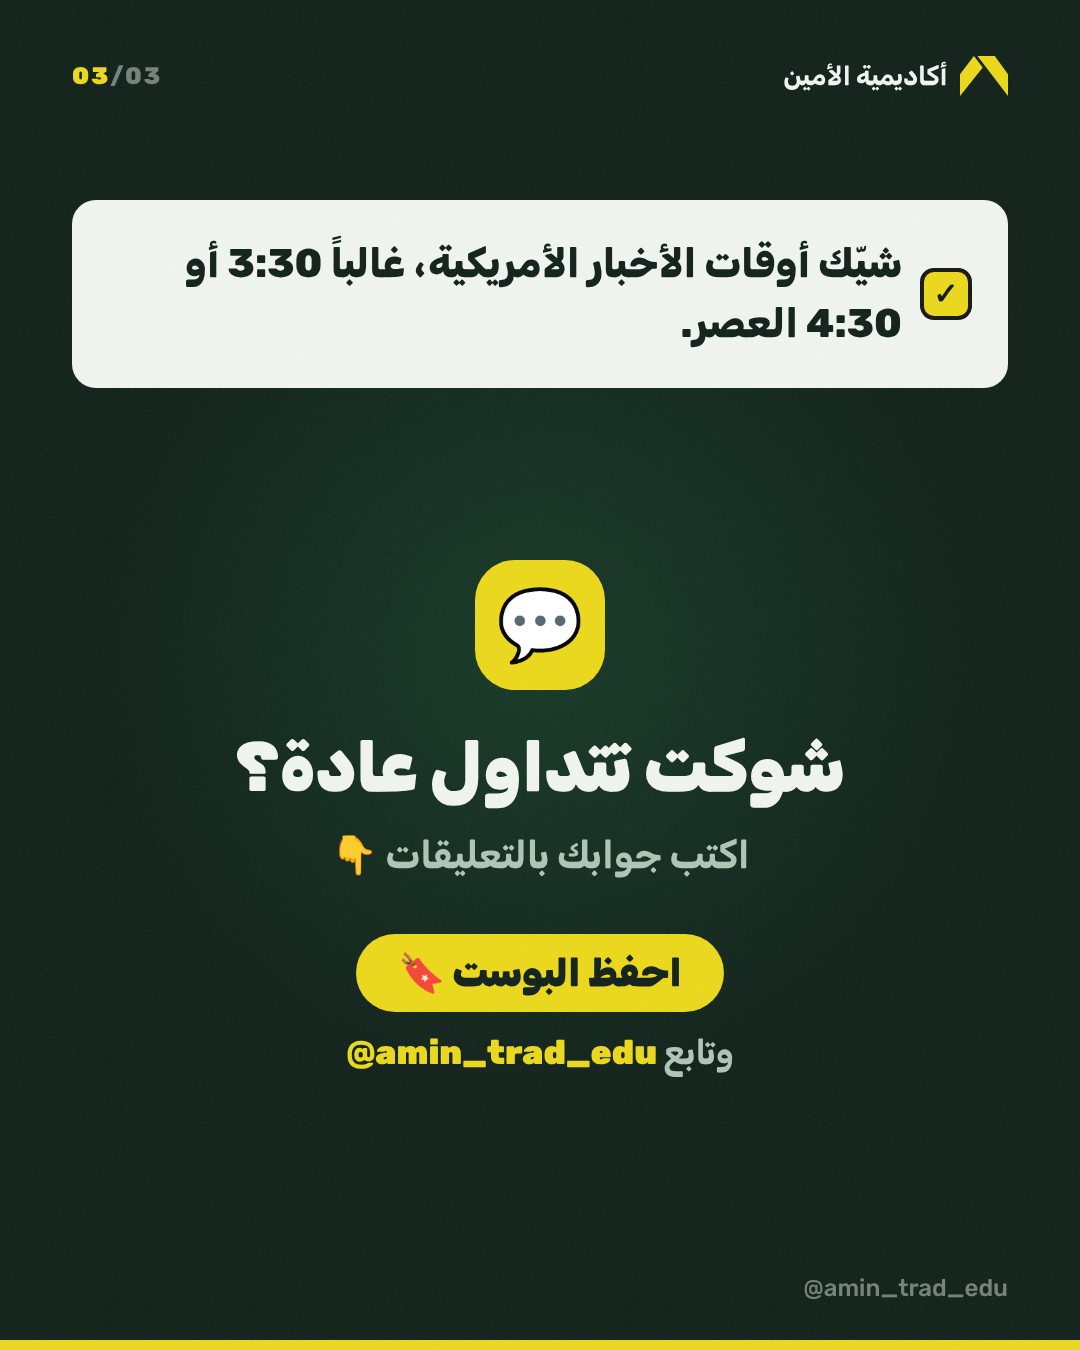 أكاديمية الأمين
03/03
شيّك أوقات الأخبار الأمريكية، غالباً 3:30 أو
4:30 العصر.
شوكت تتداول عادة؟
اكتب جوابك بالتعليقات 👇
احفظ البوست 🔖
وتابع @amin_trad_edu
@amin_trad_edu